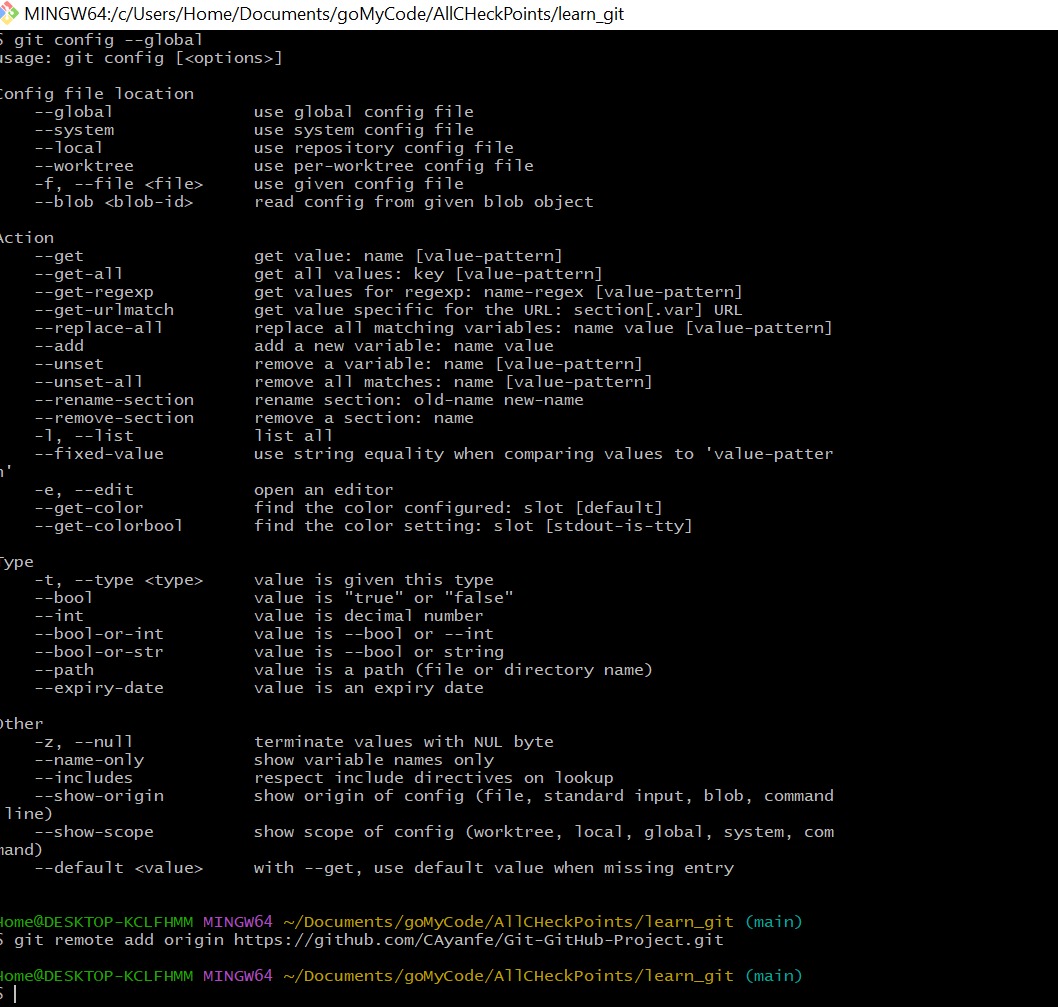 MINGW64:/c/Users/Home/Documents/goMyCode/AllCHeckPoints/learn_git
$ git config --global
usage: git config [<options>]
Config file location
--global use global config file
--system use system config file
--local use repository config file
--worktree use per-worktree config file
-f, --file <file> use given config file
--blob <blob-id> read config from given blob object
Action
--get get value: name [value-pattern]
--get-all get all values: key [value-pattern]
--get-regexp get values for regexp: name-regex [value-pattern]
--get-urlmatch get value specific for the URL: section[.var] URL
--replace-all replace all matching variables: name value [value-pattern]
--add add a new variable: name value
--unset remove a variable: name [value-pattern]
--unset-all remove all matches: name [value-pattern]
--rename-section rename section: old-name new-name
--remove-section remove a section: name
-l, --list list all
--fixed-value use string equality when comparing values to 'value-patter
n'
-e, --edit open an editor
--get-color find the color configured: slot [default]
--get-colorbool find the color setting: slot [stdout-is-tty]
Type
-t, --type <type> value is given this type
--bool value is "true" or "false"
--int value is decimal number
--bool-or-int value is --bool or --int
--bool-or-str value is --bool or string
--path value is a path (file or directory name)
--expiry-date value is an expiry date
Other
-z, --null terminate values with NUL byte
--name-only show variable names only
--includes respect include directives on lookup
--show-origin show origin of config (file, standard input, blob, command
line)
--show-scope show scope of config (worktree, local, global, system, com
mand)
--default <value> with --get, use default value when missing entry
Home@DESKTOP-KCLFHMM MINGW64 ~/Documents/goMyCode/AllCHeckPoints/learn_git (main)
$ git remote add origin https://github.com/CAyanfe/Git-GitHub-Project.git
Home@DESKTOP-KCLFHMM MINGW64 ~/Documents/goMyCode/AllCHeckPoints/learn_git (main)
$